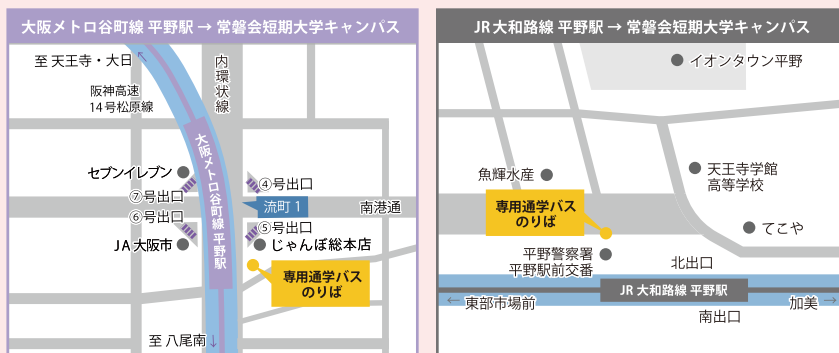 大阪メトロ谷町線 平野駅 → 常磐会短期大学キャンパス
至 天王寺・大日
↖
内環状線
阪神高速
14号松原線
大阪メトロ谷町線 平野駅
セブンイレブン
④号出口
⑦号出口
流町 1
南港通
⑥号出口
⑤号出口
JA大阪市
じゃんぼ総本店
専用通学バス
のりば
至 八尾南↓
JR 大和路線 平野駅 → 常磐会短期大学キャンパス
イオンタウン平野
魚輝水産
天王寺学館
高等学校
専用通学バス
のりば
てこや
平野警察署
平野駅前交番
北出口
JR 大和路線 平野駅
← 東部市場前
加美 →
南出口